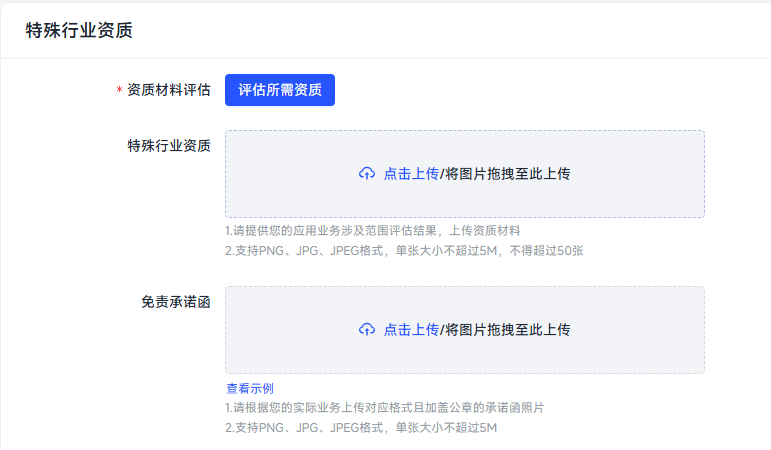 特殊行业资质
* 资质材料评估 评估所需资质
特殊行业资质
点击上传/将图片拖拽至此上传
1.请提供您的应用业务涉及范围评估结果，上传资质材料
2.支持PNG、JPG、JPEG格式，单张大小不超过5M，不得超过50张
免责承诺函
点击上传/将图片拖拽至此上传
查看示例
1.请根据您的实际业务上传对应格式且加盖公章的承诺函照片
2.支持PNG、JPG、JPEG格式，单张大小不超过5M